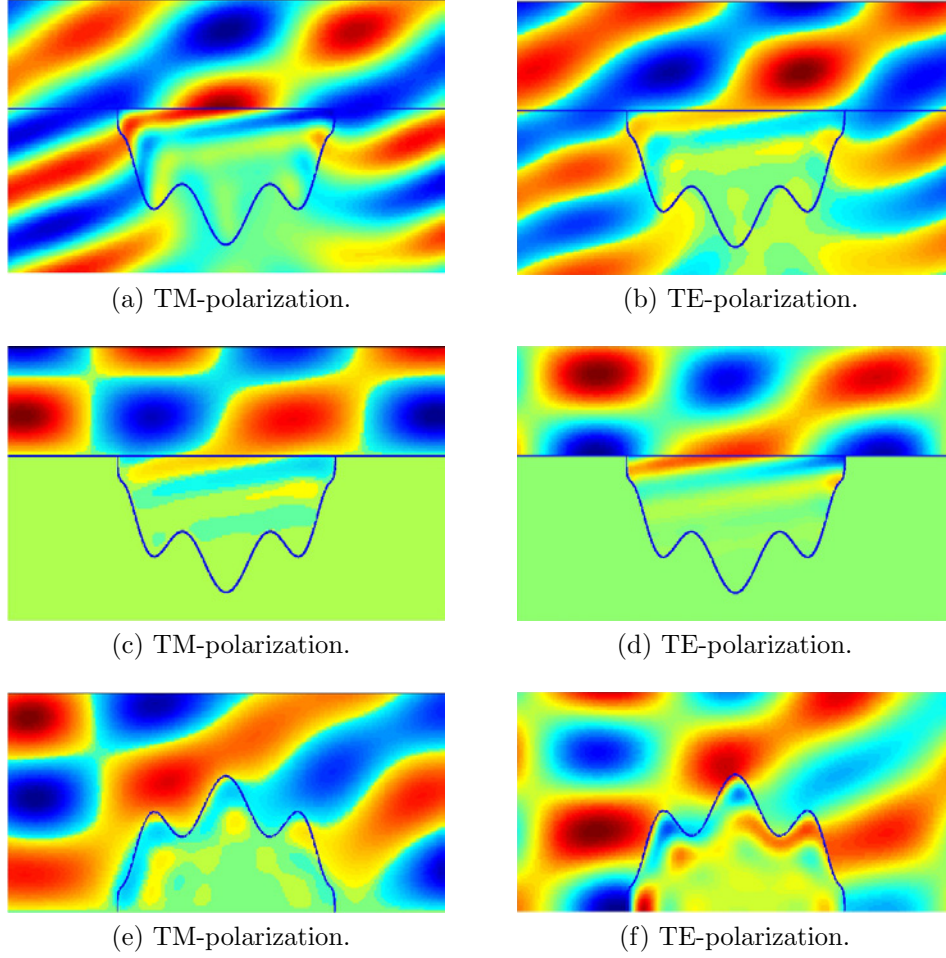 (a) TM-polarization.
(b) TE-polarization.
(c) TM-polarization.
(d) TE-polarization.
(e) TM-polarization.
(f) TE-polarization.